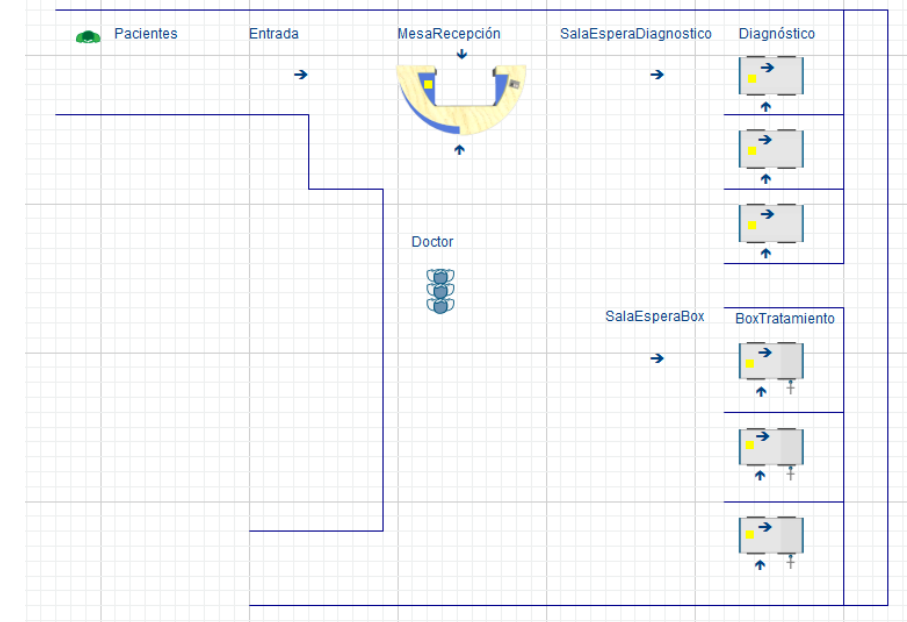 Pacientes
Entrada
MesaRecepción
SalaEsperaDiagnostico
Diagnóstico
Doctor
SalaEsperaBox
BoxTratamiento